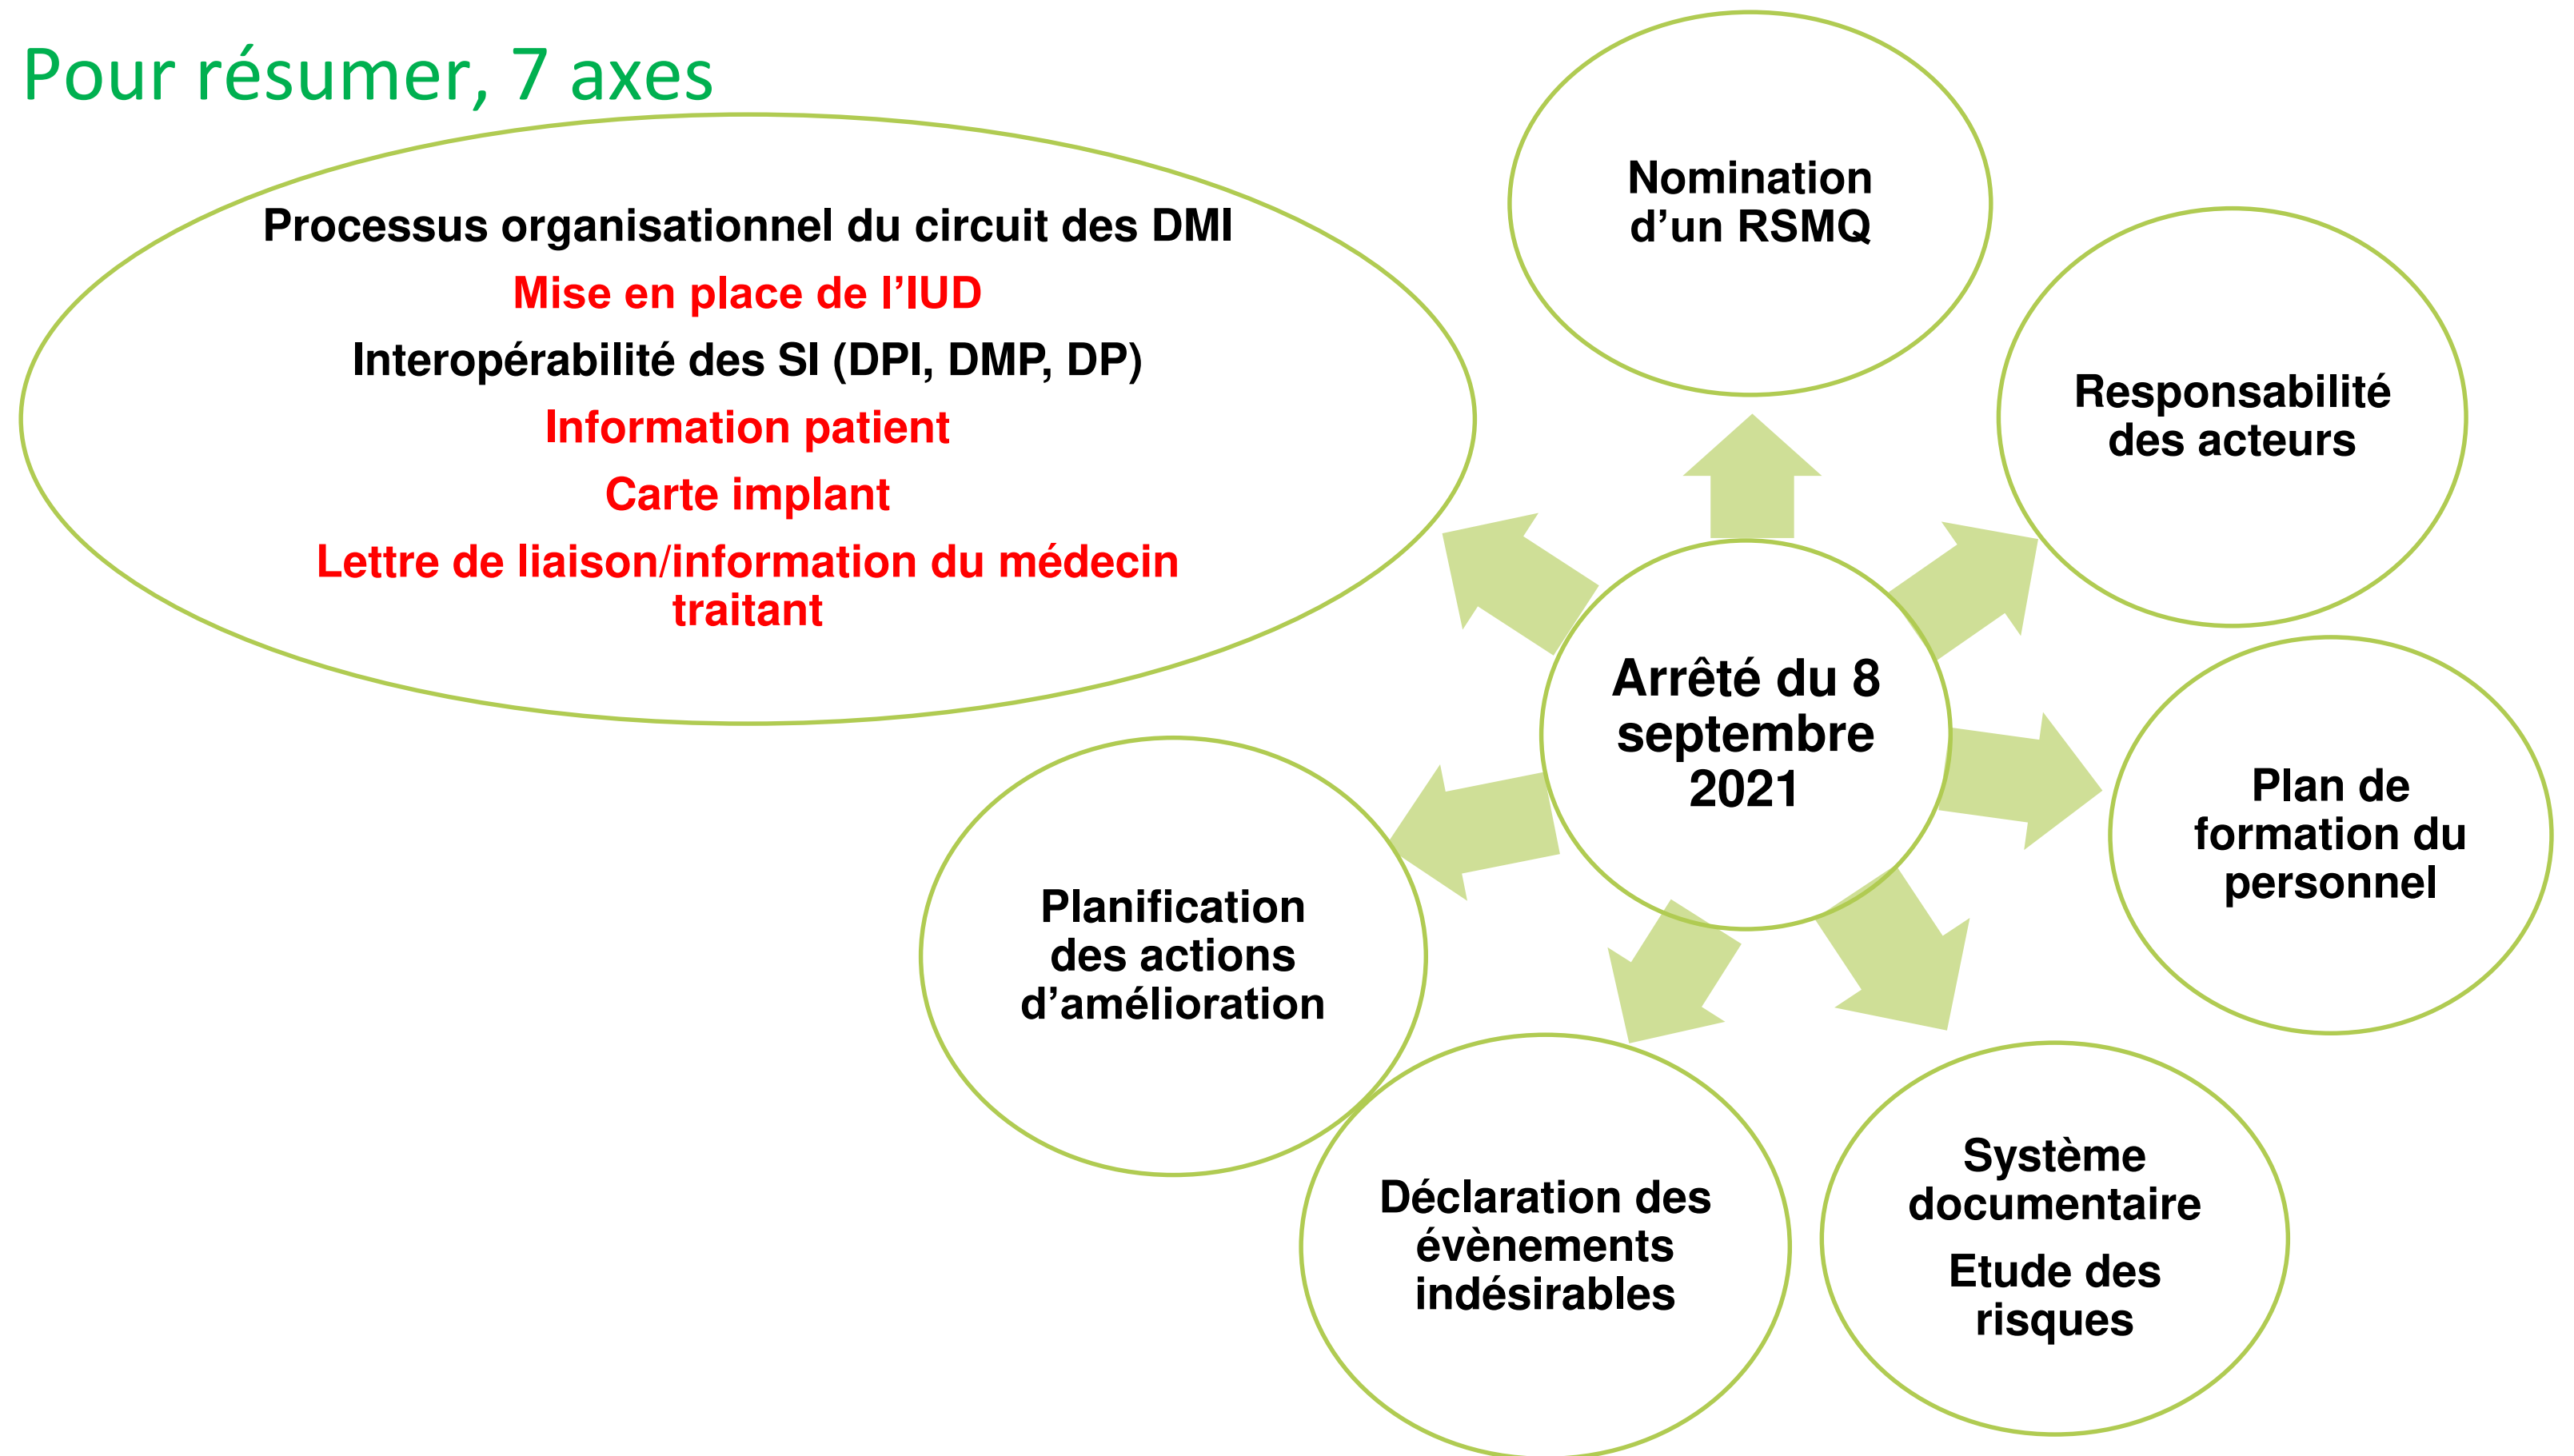 Pour résumer, 7 axes
Processus organisationnel du circuit des DMI
Mise en place de l’IUD
Interopérabilité des SI (DPI, DMP, DP)
Information patient
Carte implant
Lettre de liaison/information du médecin
traitant
Nomination
d’un RSMQ
Responsabilité
des acteurs
Arrêté du 8
septembre
2021
Plan de
formation du
personnel
Système
documentaire
Etude des
risques
Déclaration des
évènements
indésirables
Planification
des actions
d’amélioration